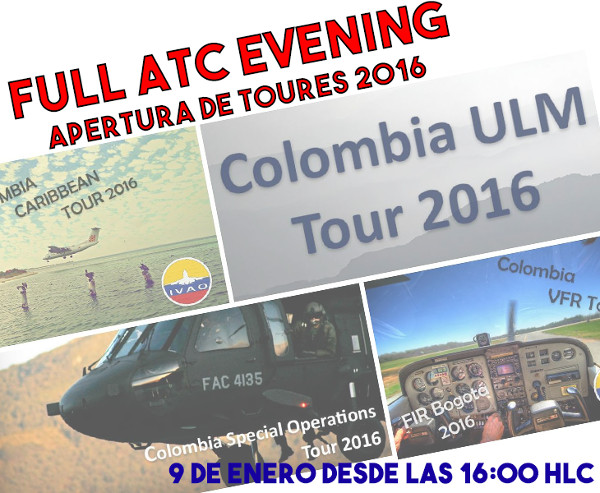 FULL ATC EVENING
APERTURA DE TOURES 2016
MBIA
CARIBBEAN
TOUR 2016
IVAO
Colombia ULM
Tour 2016
FAC 4135
Colombia Special Operations
Tour 2016
Colombia
VFR To
FIR Bogotá
2016
9 DE ENERO DESDE LAS 16:00 HLC